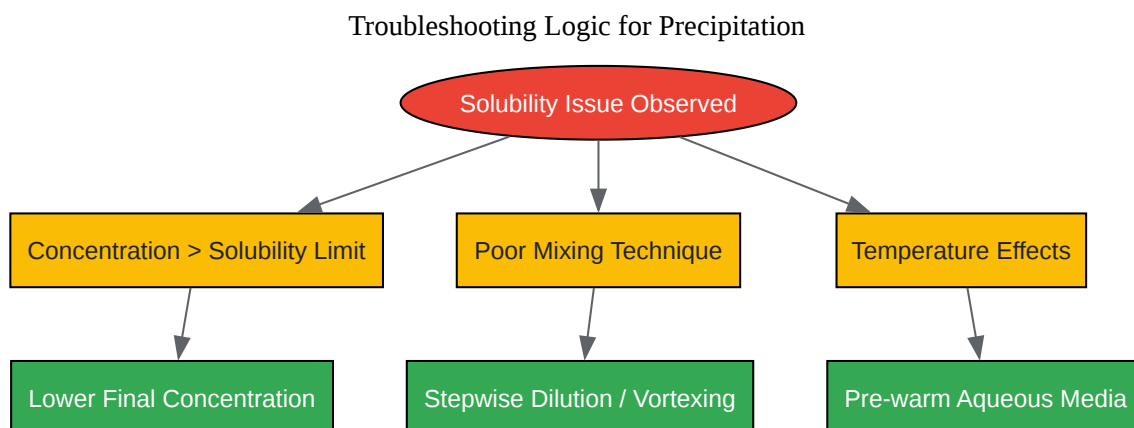 Troubleshooting Logic for Precipitation
Solubility Issue Observed
Concentration > Solubility Limit
Poor Mixing Technique
Temperature Effects
Lower Final Concentration
Stepwise Dilution / Vortexing
Pre-warm Aqueous Media